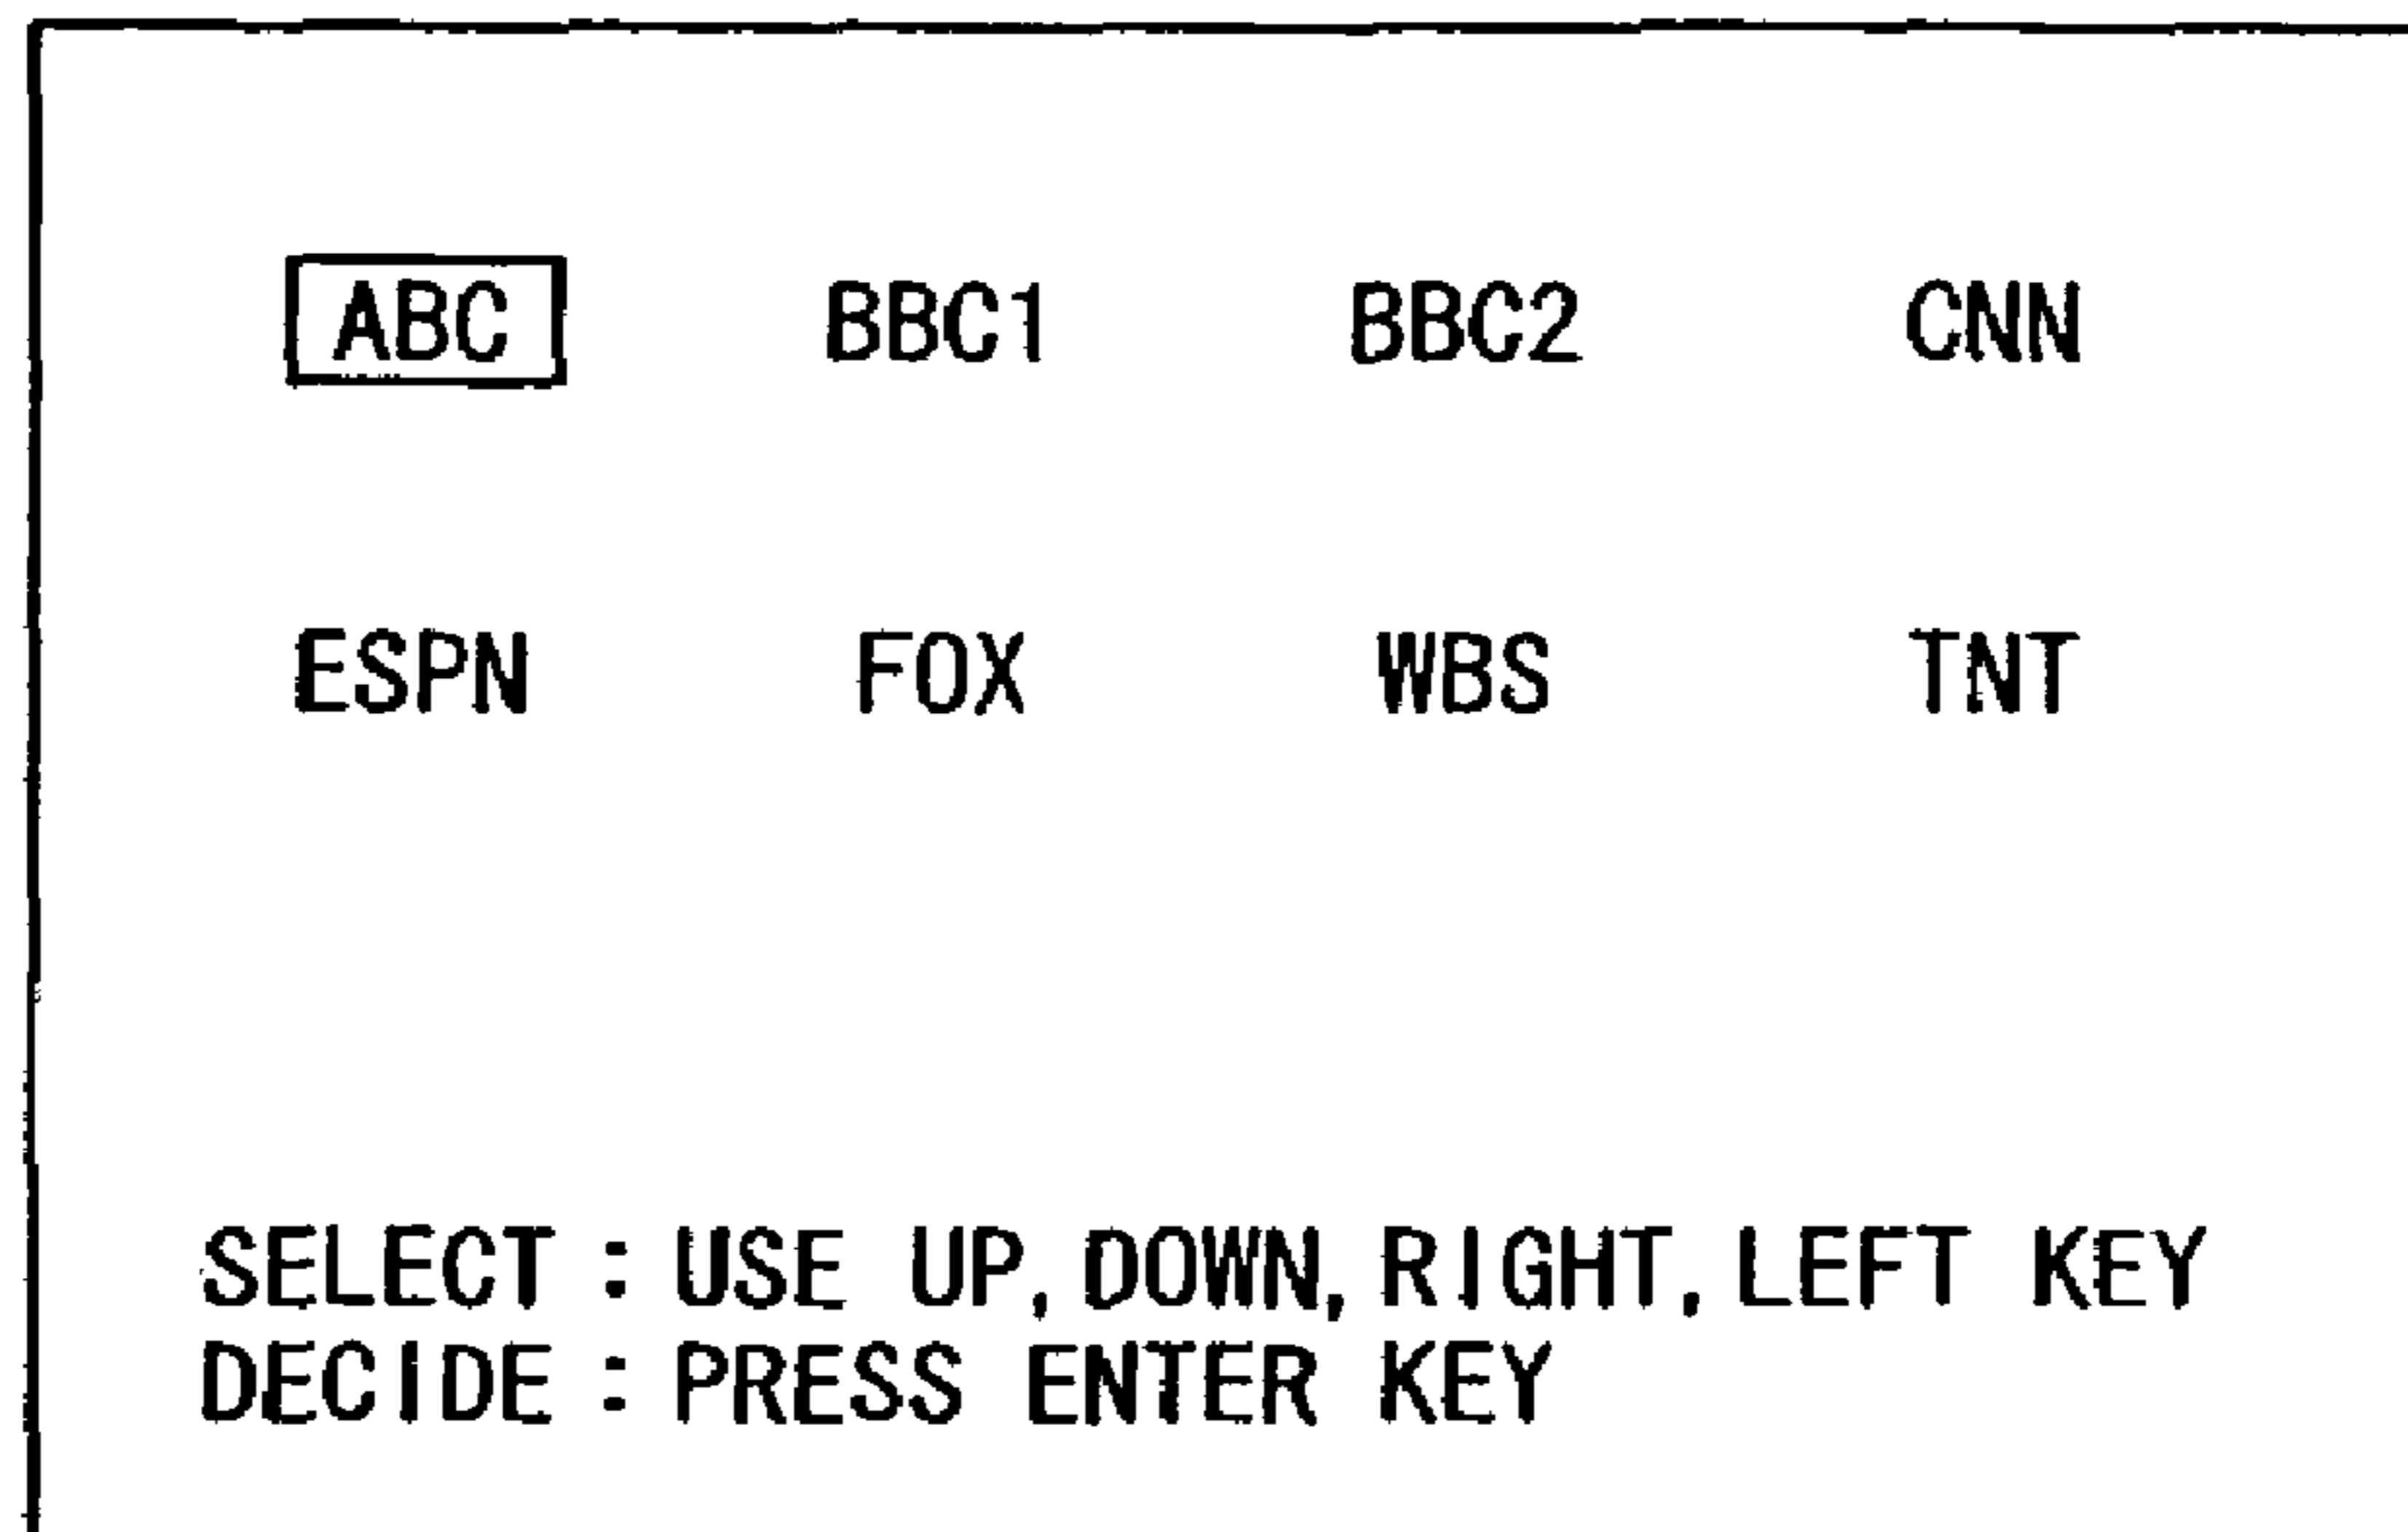 ABC BBC1 BBC2 CNN
ESPN FOX WBS TNT
SELECT : USE UP, DOWN, RIGHT, LEFT KEY
DECIDE : PRESS ENTER KEY